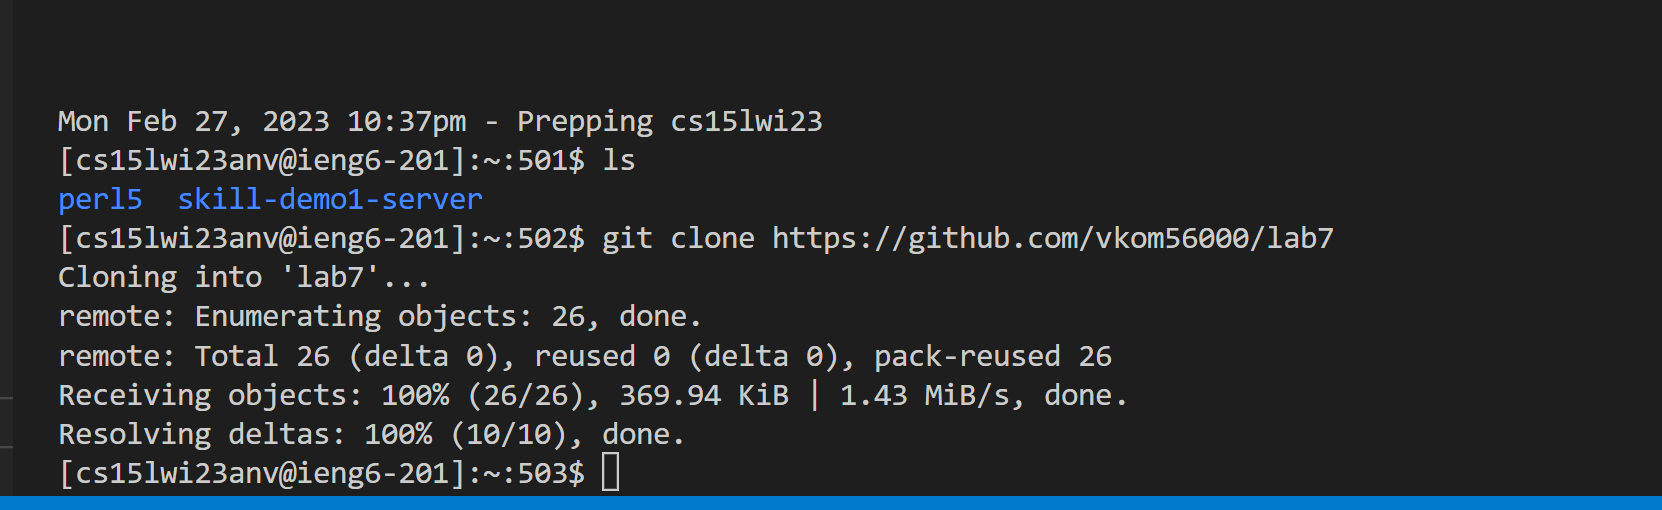 Mon Feb 27, 2023 10:37pm - Prepping cs15lwi23
[cs15lwi23anv@ieng6-201]:~:501$ ls
perl5  skill-demo1-server
[cs15lwi23anv@ieng6-201]:~:502$ git clone https://github.com/vkom56000/lab7
Cloning into 'lab7'...
remote: Enumerating objects: 26, done.
remote: Total 26 (delta 0), reused 0 (delta 0), pack-reused 26
Receiving objects: 100% (26/26), 369.94 KiB | 1.43 MiB/s, done.
Resolving deltas: 100% (10/10), done.
[cs15lwi23anv@ieng6-201]:~:503$